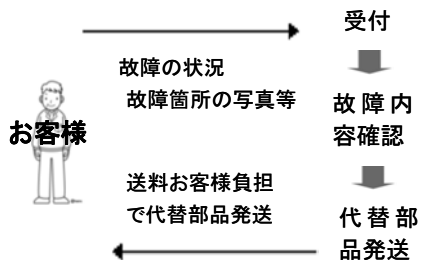 受付
故障の状況
故障箇所の写真等
故障内
容確認
お客様
送料お客様負担
で代替部品発送
代替部
品発送